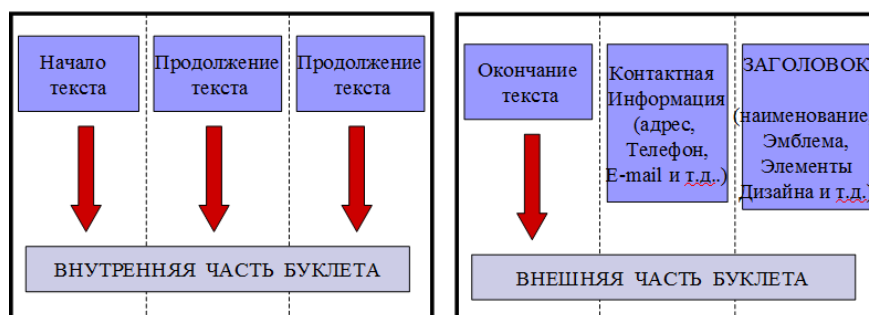 Начало
текста
Продолжение
текста
Продолжение
текста
ВНУТРЕННЯЯ ЧАСТЬ БУКЛЕТА
Окончание
текста
Контактная
Информация
(адрес,
Телефон,
E-mail и т.д..)
ЗАГОЛОВОК
(наименование
Эмблема,
Элементы
Дизайна и т.д.)
ВНЕШНЯЯ ЧАСТЬ БУКЛЕТА